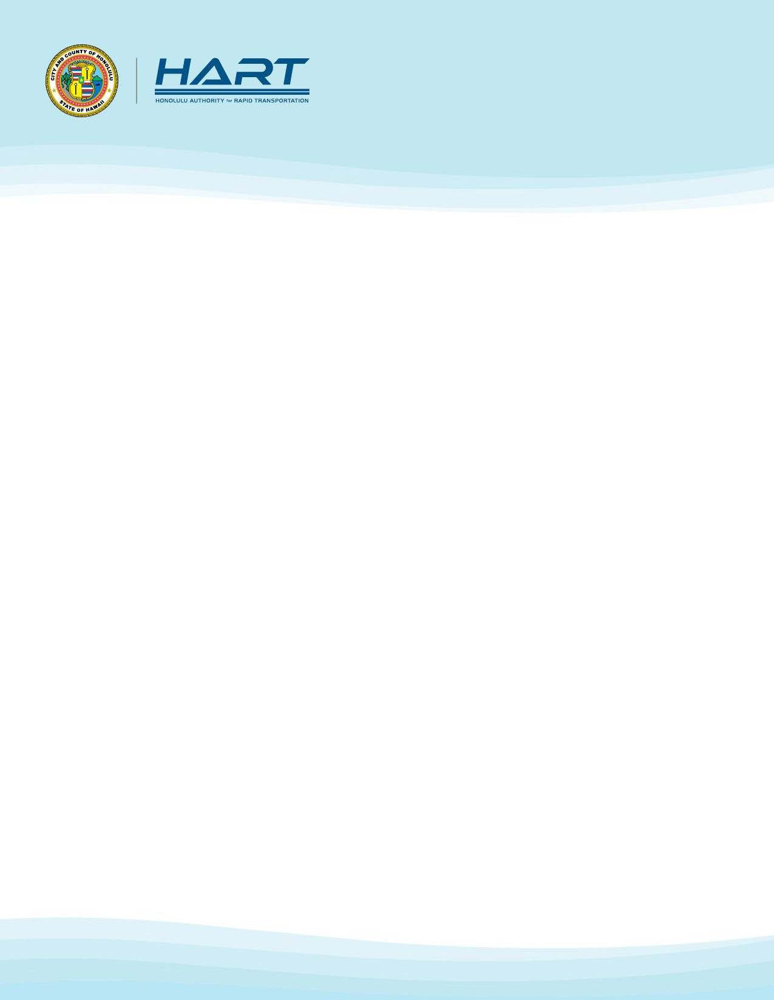 CITY AND COUNTY OF HONOLULU
STATE OF HAWAII
HART
HONOLULU AUTHORITY for RAPID TRANSPORTATION